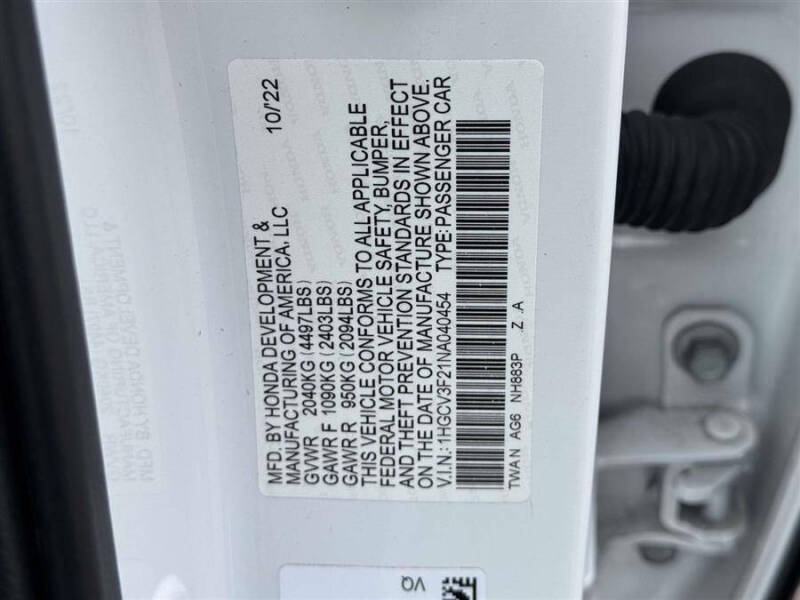 MFD. BY HONDA DEVELOPMENT &
MANUFACTURING OF AMERICA, LLC 10/'22
GVWR 2040KG (4497LBS)
GAWR F 1090KG (2403LBS)
GAWR R 950KG (2094LBS)
THIS VEHICLE CONFORMS TO ALL APPLICABLE
FEDERAL MOTOR VEHICLE SAFETY, BUMPER,
AND THEFT PREVENTION STANDARDS IN EFFECT
ON THE DATE OF MANUFACTURE SHOWN ABOVE.
V.I.N.: 1HGCV3F21NA040454 TYPE: PASSENGER CAR
TWAN AG6 NH883P Z .A
VQ